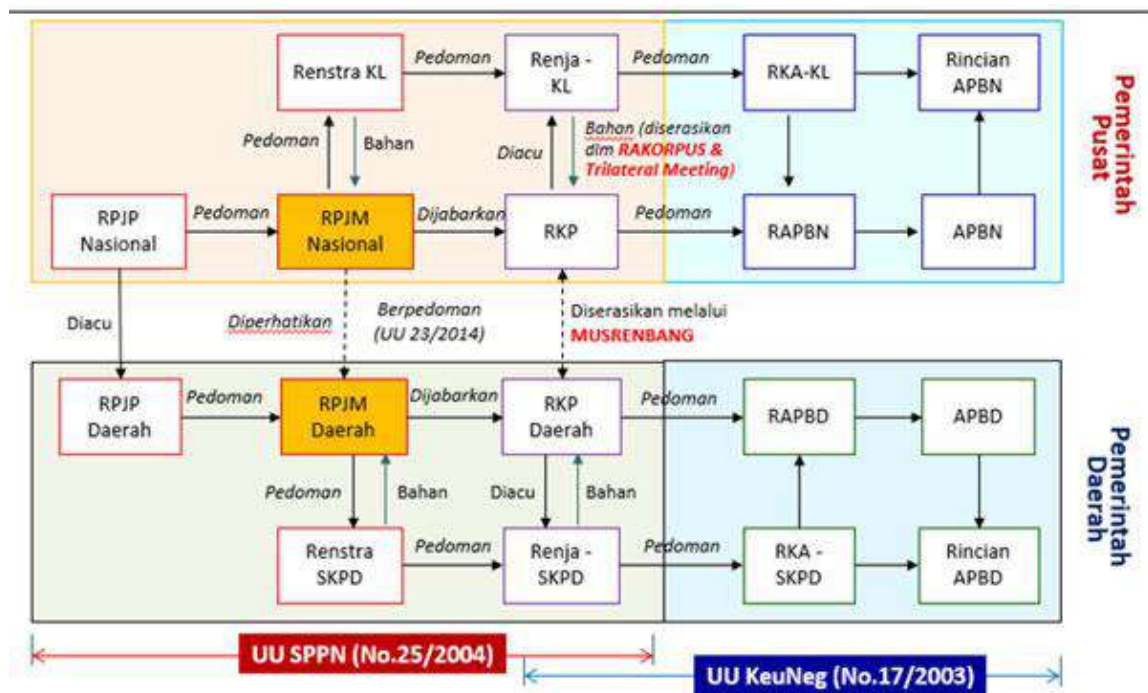 Renstra KL
Pedoman
Renja -
KL
Pedoman
RKA-KL
Rincian
APBN
Pedoman
Bahan
Diacu
Bahan (diserasikan
dlm RAKORPUS &
Trilateral Meeting)
RPJP
Nasional
Pedoman
RPJM
Nasional
Dijabarkan
RKP
Pedoman
RAPBN
APBN
Pemerintah
Pusat
Diacu
Diperhatikan
Berpedoman
(UU 23/2014)
Diserasikan melalui
MUSRENBANG
RPJP
Daerah
Pedoman
RPJM
Daerah
Dijabarkan
RKP
Daerah
Pedoman
RAPBD
APBD
Pedoman
Bahan
Diacu
Bahan
Renstra
SKPD
Pedoman
Renja -
SKPD
Pedoman
RKA -
SKPD
Rincian
APBD
Pemerintah
Daerah
UU SPPN (No.25/2004)
UU KeuNeg (No.17/2003)